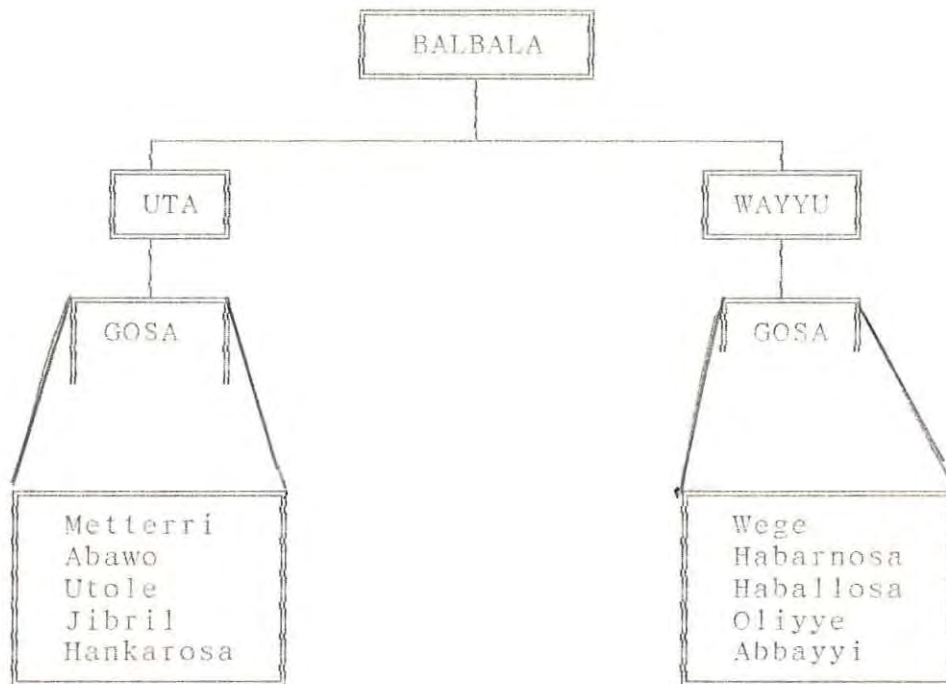 BALBALA
UTA
WAYYU
GOSA
GOSA
Metterri
Abawo
Utole
Jibril
Hankarosa
Wege
Habarnosa
Haballosa
Oliyye
Abbayyi